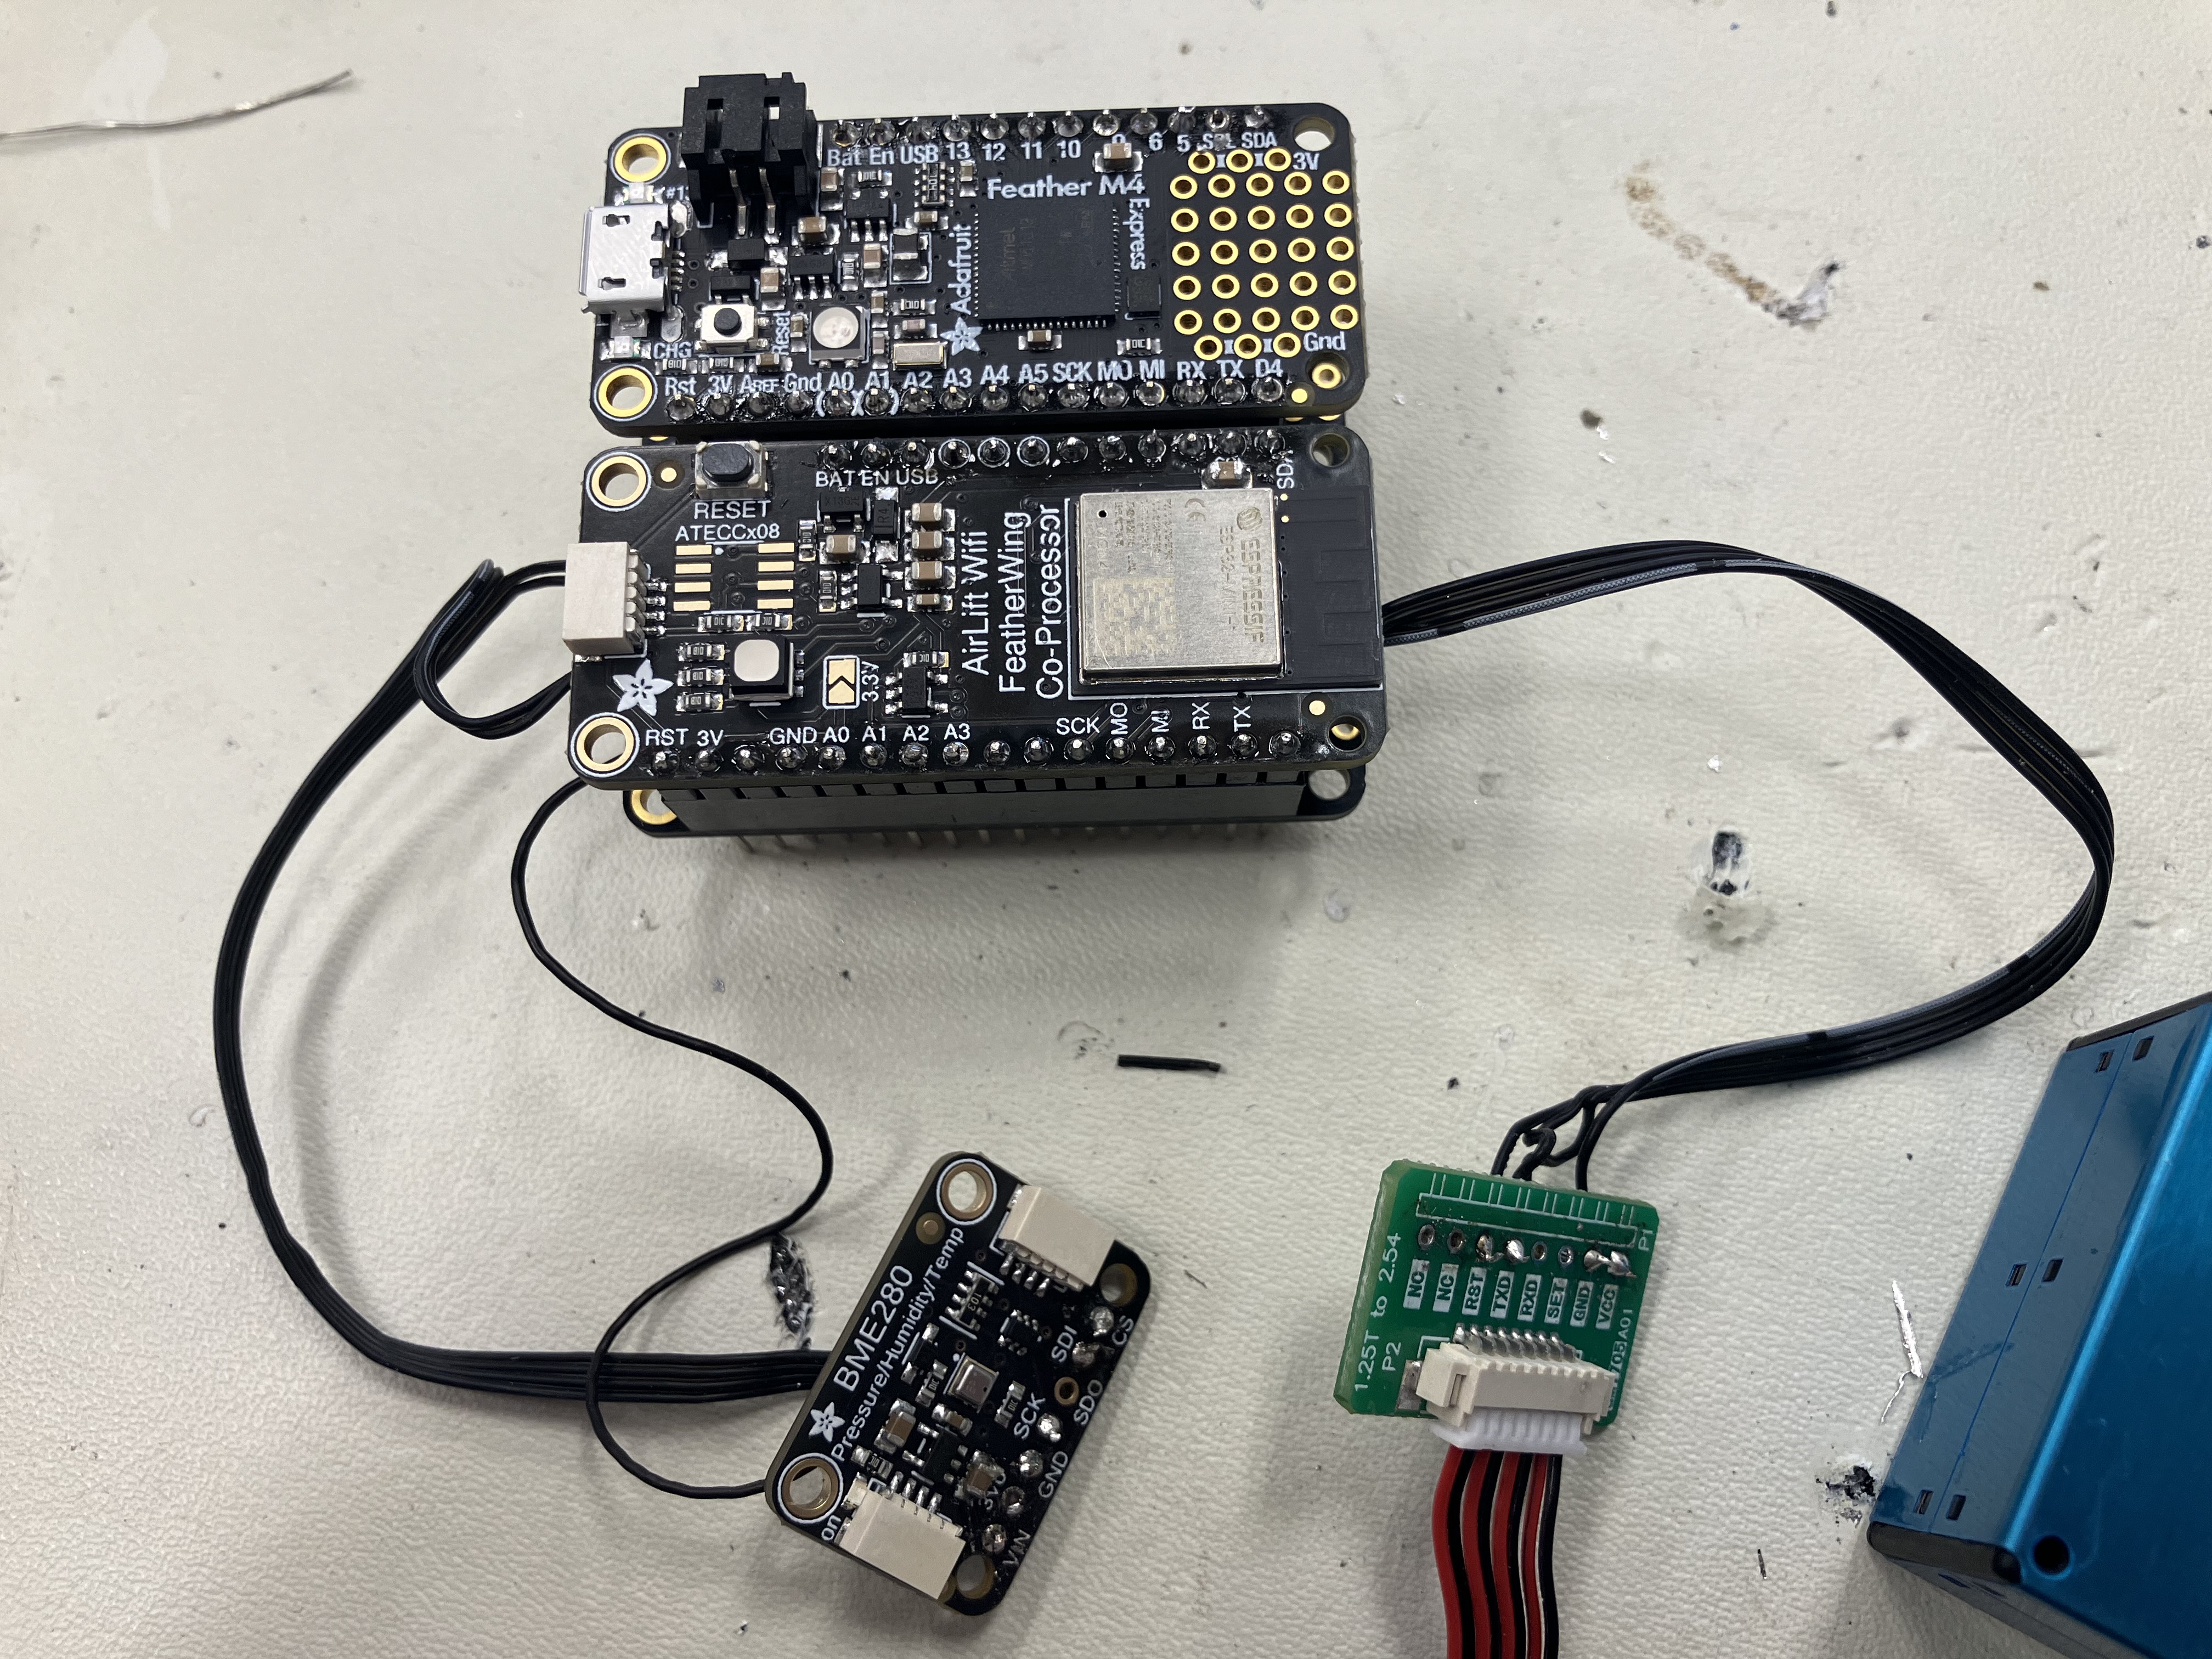 Bat En USB 13 12 11 10 9 6 5 SCL SDA
3V
#13
Feather M4
Express
Adafruit
Atmel
Reset
CHG
Gnd
Rst 3V AREF Gnd A0 A1 A2 A3 A4 A5 SCK MO MI RX TX D4
BAT EN USB
SDA
RESET
ATECCx08
AirLift Wifi
FeatherWing
Co-Processor
ESPRESSIF
3.3V
RST 3V GND A0 A1 A2 A3 SCK MO MI RX TX
BME280
Pressure/Humidity/Temp
on
SDI
CS
SCK
SDO
GND
3Vo
VIN
1.25T to 2.54
P1
P2
NC NC RST TXD RXD SET GND VCC